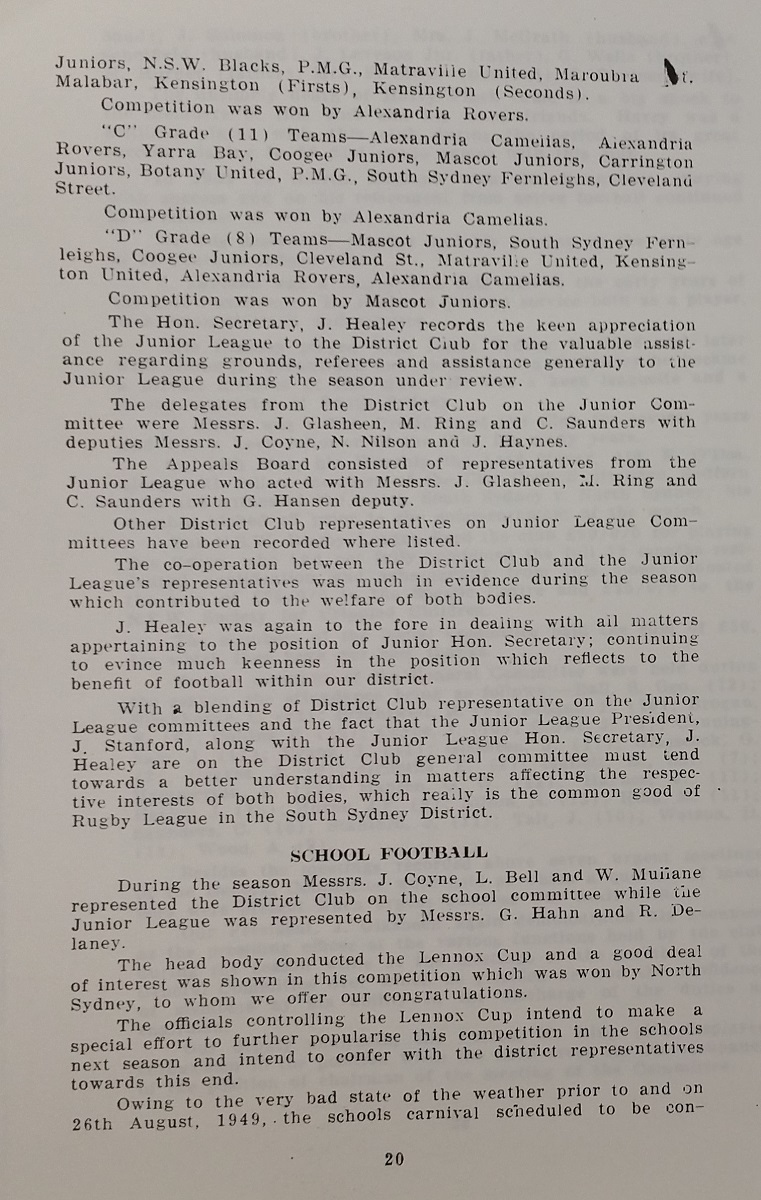 Juniors, N.S.W. Blacks, P.M.G., Matraville United, Maroubra
Malabar, Kensington (Firsts), Kensington (Seconds).
Competition was won by Alexandria Rovers.
"C" Grade (11) Teams—Alexandria Camelias, Alexandria
Rovers, Yarra Bay, Coogee Juniors, Mascot Juniors, Carrington
Juniors, Botany United, P.M.G., South Sydney Fernleighs, Cleveland
Street.
Competition was won by Alexandria Camelias.
"D" Grade (8) Teams—Mascot Juniors, South Sydney Fern-
leighs, Coogee Juniors, Cleveland St., Matraville United, Kensing-
ton United, Alexandria Rovers, Alexandria Camelias.
Competition was won by Mascot Juniors.
The Hon. Secretary, J. Healey records the keen appreciation
of the Junior League to the District Club for the valuable assist-
ance regarding grounds, referees and assistance generally to the
Junior League during the season under review.
The delegates from the District Club on the Junior Com-
mittee were Messrs. J. Glasheen, M. Ring and C. Saunders with
deputies Messrs. J. Coyne, N. Nilson and J. Haynes.
The Appeals Board consisted of representatives from the
Junior League who acted with Messrs. J. Glasheen, M. Ring and
C. Saunders with G. Hansen deputy.
Other District Club representatives on Junior League Com-
mittees have been recorded where listed.
The co-operation between the District Club and the Junior
League's representatives was much in evidence during the season
which contributed to the welfare of both bodies.
J. Healey was again to the fore in dealing with all matters
appertaining to the position of Junior Hon. Secretary; continuing
to evince much keenness in the position which reflects to the
benefit of football within our district.
With a blending of District Club representative on the Junior
League committees and the fact that the Junior League President,
J. Stanford, along with the Junior League Hon. Secretary, J.
Healey are on the District Club general committee must tend
towards a better understanding in matters affecting the respec-
tive interests of both bodies, which really is the common good of
Rugby League in the South Sydney District.
SCHOOL FOOTBALL
During the season Messrs. J. Coyne, L. Bell and W. Mullane
represented the District Club on the school committee while the
Junior League was represented by Messrs. G. Hahn and R. De-
laney.
The head body conducted the Lennox Cup and a good deal
of interest was shown in this competition which was won by North
Sydney, to whom we offer our congratulations.
The officials controlling the Lennox Cup intend to make a
special effort to further popularise this competition in the schools
next season and intend to confer with the district representatives
towards this end.
Owing to the very bad state of the weather prior to and on
26th August, 1949, the schools carnival scheduled to be con-
20